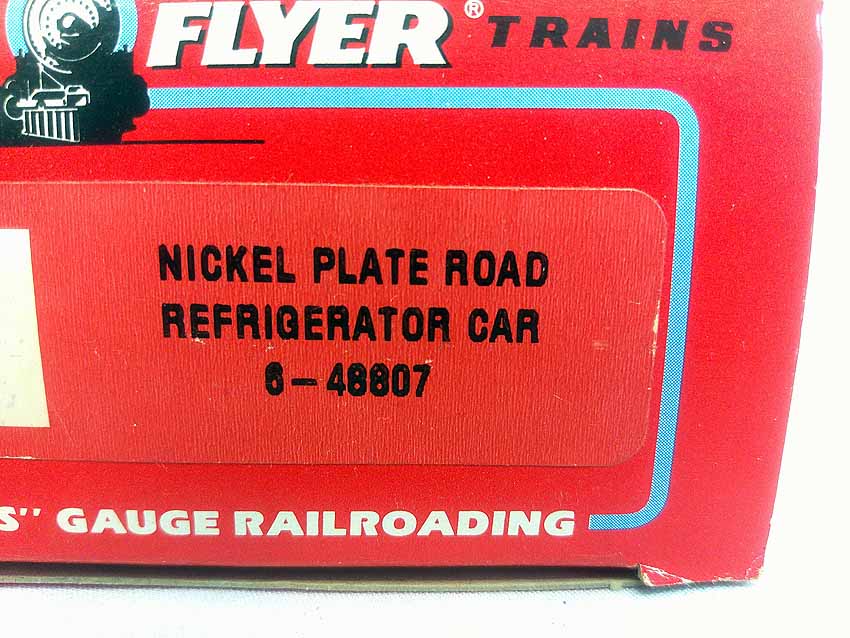 FLYER® TRAINS
NICKEL PLATE ROAD
REFRIGERATOR CAR
6-48807
S" GAUGE RAILROADING